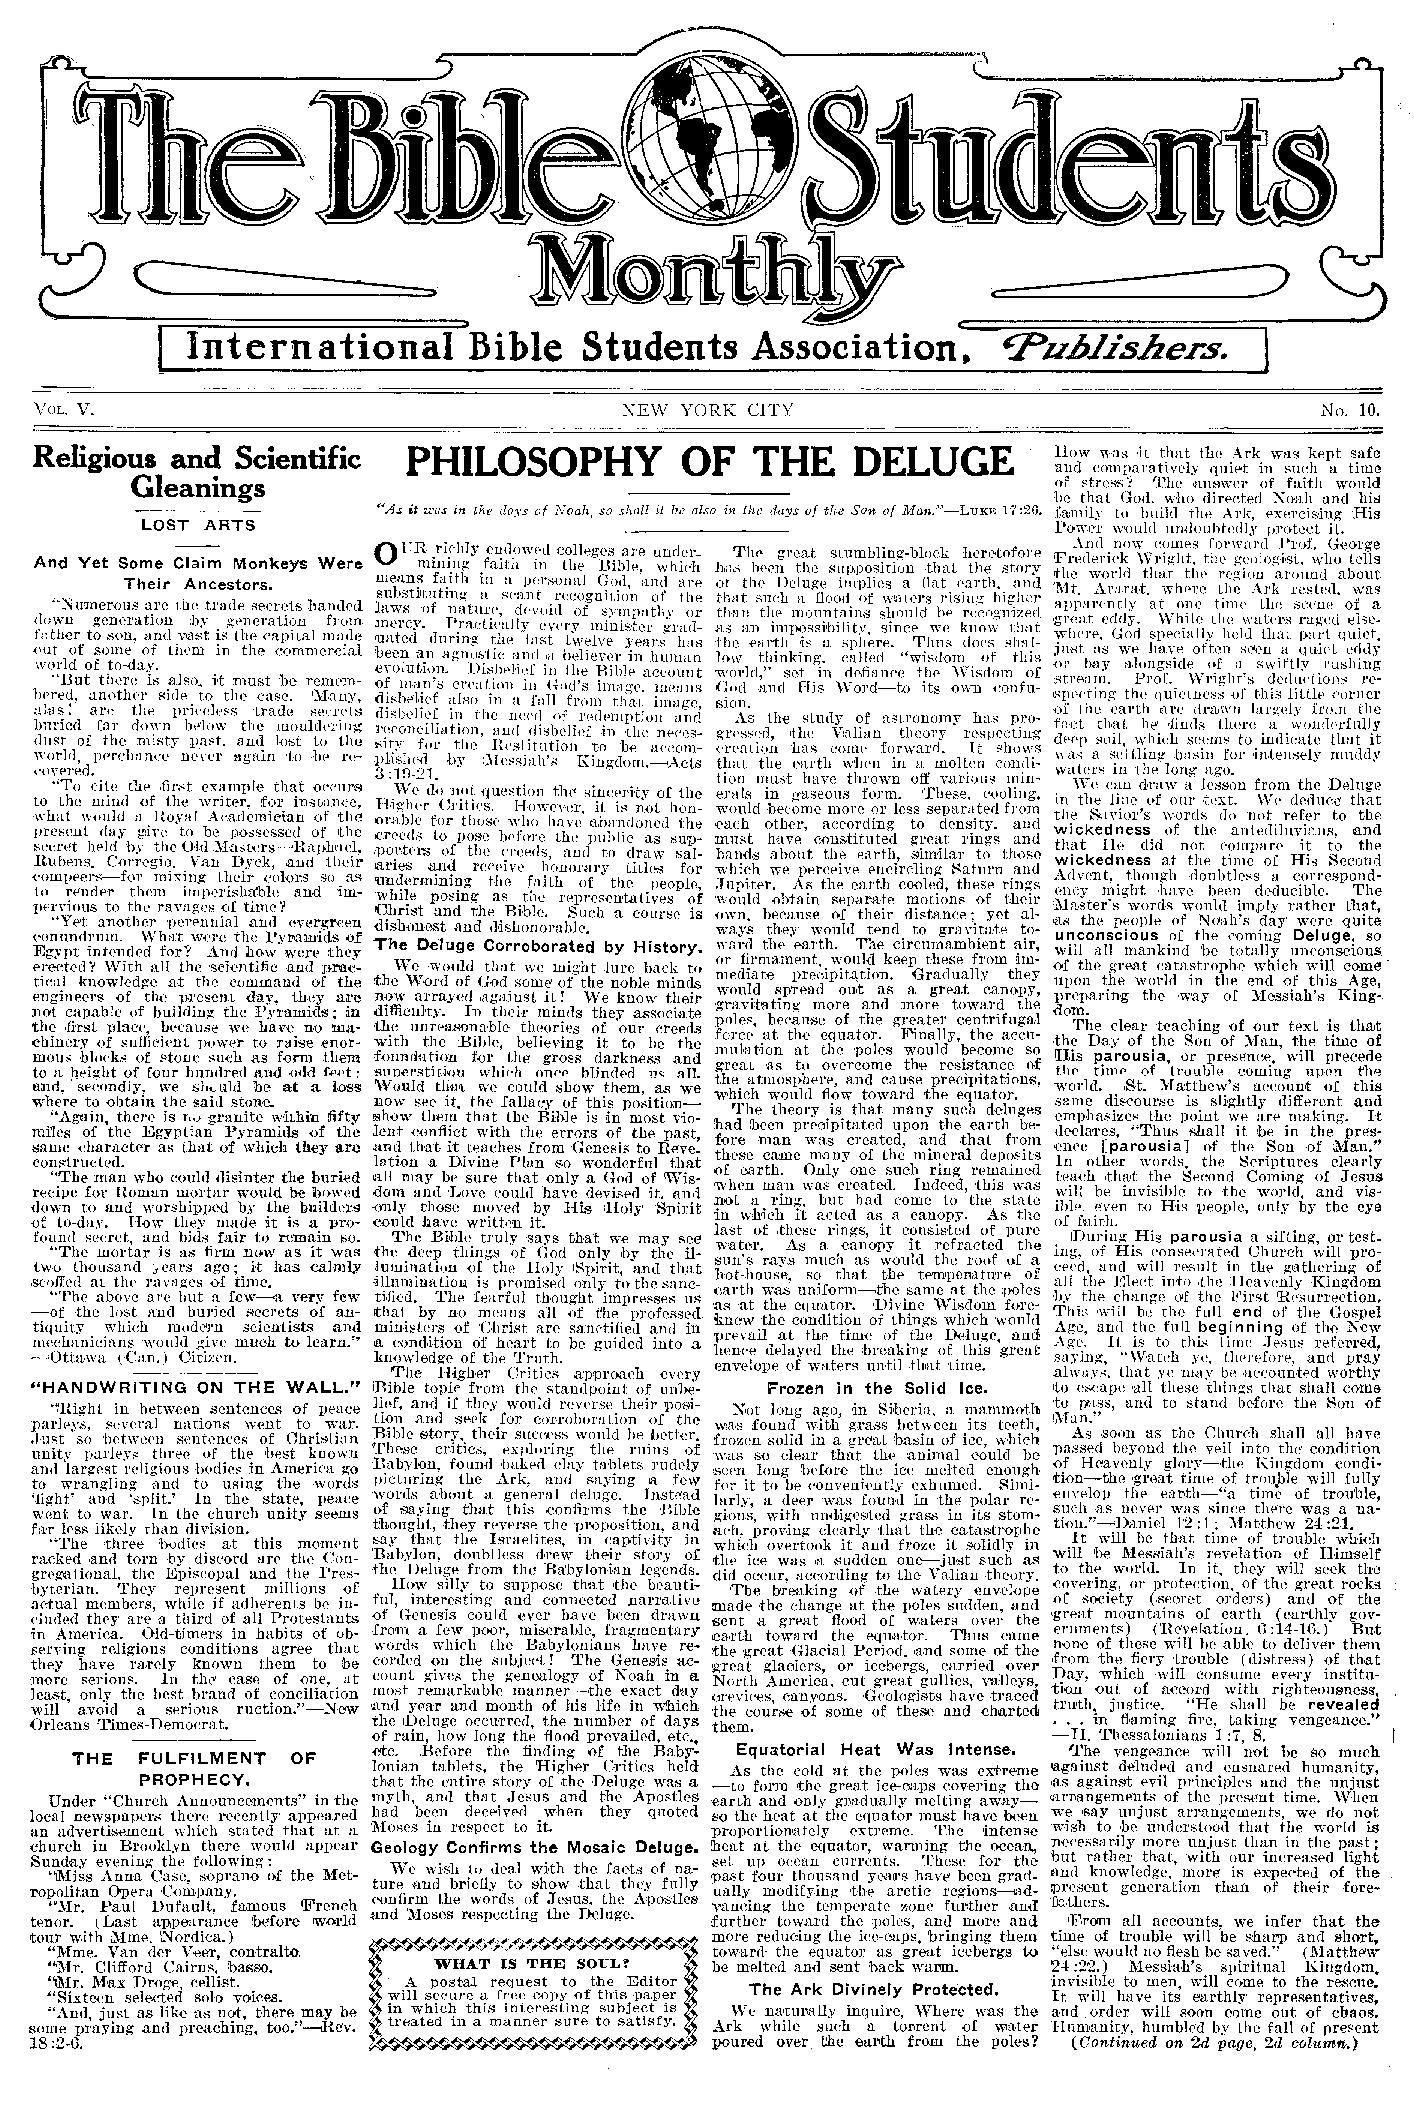 The Bible Students
Monthly
International Bible Students Association, Publishers.
VOL. V.
NEW YORK CITY
No. 10.
Religious and Scientific
Gleanings
LOST ARTS
And Yet Some Claim Monkeys Were
Their Ancestors.
"Numerous are the trade secrets handed
down generation by generation from
father to son, and vast is the capital made
out of some of them in the commercial
world of to-day.
"But there is also, it must be remem-
bered, another side to the case. Many,
alas! are the priceless trade secrets
buried far down below the mouldering
dust of the misty past, and lost to the
world, perchance never again to be re-
covered.
"To cite the first example that occurs
to the mind of the writer, for instance,
what would a Royal Academician of the
present day give to be possessed of the
secret held by the Old Masters—Raphael,
Rubens, Corregio, Van Dyck, and their
compeers—for mixing their colors so as
to render them imperishable and im-
pervious to the ravages of time?
"Yet another perennial and evergreen
conundrum. What were the Pyramids of
Egypt intended for? And how were they
erected? With all the scientific and prac-
tical knowledge at the command of the
engineers of the present day, they are
not capable of building the Pyramids; in
the first place, because we have no ma-
chinery of sufficient power to raise enor-
mous blocks of stone such as form them
to a height of four hundred and odd feet;
and, secondly, we should be at a loss
where to obtain the said stone.
"Again, there is no granite within fifty
miles of the Egyptian Pyramids of the
same character as that of which they are
constructed.
"The man who could disinter the buried
recipe for Roman mortar would be bowed
down to and worshipped by the builders
of to-day. How they made it is a pro-
found secret, and bids fair to remain so.
"The mortar is as firm now as it was
two thousand years ago; it has calmly
scoffed at the ravages of time.
"The above are but a few—a very few
—of the lost and buried secrets of an-
tiquity which modern scientists and
mechanicians would give much to learn."
—Ottawa (Can.) Citizen.
"HANDWRITING ON THE WALL."
"Right in between sentences of peace
parleys, several nations went to war.
Just so between sentences of Christian
unity parleys three of the best known
and largest religious bodies in America go
to wrangling and to using the words
'fight' and 'split.' In the state, peace
went to war. In the church unity seems
far less likely than division.
"The three bodies at this moment
racked and torn by discord are the Con-
gregational, the Episcopal and the Pres-
byterian. They represent millions of
actual members, while if adherents be in-
cluded they are a third of all Protestants
in America. Old-timers in habits of ob-
serving religious conditions agree that
they have rarely known them to be
more serious. In the case of one, at
least, only the best brand of conciliation
will avoid a serious ruction."—New
Orleans Times-Democrat.
THE FULFILMENT OF
PROPHECY.
Under "Church Announcements" in the
local newspapers there recently appeared
an advertisement which stated that at a
church in Brooklyn there would appear
Sunday evening the following:
"Miss Anna Case, soprano of the Met-
ropolitan Opera Company.
"Mr. Paul Dufault, famous French
tenor. (Last appearance before world
tour with Mme. Nordica.)
"Mme. Van der Veer, contralto.
"Mr. Clifford Cairns, basso.
"Mr. Max Droge, cellist.
"Sixteen selected solo voices.
"And, just as like as not, there may be
some praying and preaching, too."—Rev.
18:2-6.
PHILOSOPHY OF THE DELUGE
"As it was in the days of Noah, so shall it be also in the days of the Son of Man."—LUKE 17:26.
OUR richly endowed colleges are under-
mining faith in the Bible, which
means faith in a personal God, and are
substituting a scant recognition of the
laws of nature, devoid of sympathy or
mercy. Practically every minister grad-
uated during the last twelve years has
been an agnostic and a believer in human
evolution. Disbelief in the Bible account
of man's creation in God's image, means
disbelief also in a fall from that image,
disbelief in the need of redemption and
reconciliation, and disbelief in the neces-
sity for the Restitution to be accom-
plished by Messiah's Kingdom.—Acts
3:19-21.
We do not question the sincerity of the
Higher Critics. However, it is not hon-
orable for those who have abandoned the
creeds to pose before the public as sup-
porters of the creeds, and to draw sal-
aries and receive honorary titles for
undermining the faith of the people,
while posing as the representatives of
Christ and the Bible. Such a course is
dishonest and dishonorable.
The Deluge Corroborated by History.
We would that we might lure back to
the Word of God some of the noble minds
now arrayed against it! We know their
difficulty. In their minds they associate
the unreasonable theories of our creeds
with the Bible, believing it to be the
foundation for the gross darkness and
superstition which once blinded us all.
Would that we could show them, as we
now see it, the fallacy of this position—
show them that the Bible is in most vio-
lent conflict with the errors of the past,
and that it teaches from Genesis to Reve-
lation a Divine Plan so wonderful that
all may be sure that only a God of Wis-
dom and Love could have devised it, and
only those moved by His Holy Spirit
could have written it.
The Bible truly says that we may see
the deep things of God only by the il-
lumination of the Holy Spirit, and that
illumination is promised only to the sanc-
tified. The fearful thought impresses us
that by no means all of the professed
ministers of Christ are sanctified and in
a condition of heart to be guided into a
knowledge of the Truth.
The Higher Critics approach every
Bible topic from the standpoint of unbe-
lief, and if they would reverse their posi-
tion and seek for corroboration of the
Bible story, their success would be better.
These critics, exploring the ruins of
Babylon, found baked clay tablets rudely
picturing the Ark, and saying a few
words about a general deluge. Instead
of saying that this confirms the Bible
thought, they reverse the proposition, and
say that the Israelites, in captivity in
Babylon, doubtless drew their story of
the Deluge from the Babylonian legends.
How silly to suppose that the beauti-
ful, interesting and connected narrative
of Genesis could ever have been drawn
from a few poor, miserable, fragmentary
words which the Babylonians have re-
corded on the subject! The Genesis ac-
count gives the genealogy of Noah in a
most remarkable manner—the exact day
and year and month of his life in which
the Deluge occurred, the number of days
of rain, how long the flood prevailed, etc.,
etc. Before the finding of the Baby-
lonian tablets, the Higher Critics held
that the entire story of the Deluge was a
myth, and that Jesus and the Apostles
had been deceived when they quoted
Moses in respect to it.
Geology Confirms the Mosaic Deluge.
We wish to deal with the facts of na-
ture and briefly to show that they fully
confirm the words of Jesus, the Apostles
and Moses respecting the Deluge.
WHAT IS THE SOUL?
A postal request to the Editor
will secure a free copy of this paper
in which this interesting subject is
treated in a manner sure to satisfy.
The great stumbling-block heretofore
has been the supposition that the story
of the Deluge implies a flat earth, and
that such a flood of waters rising higher
than the mountains should be recognized
as an impossibility, since we know that
the earth is a sphere. Thus does shal-
low thinking, called "wisdom of this
world," set in defiance the Wisdom of
God and His Word—to its own confu-
sion.
As the study of astronomy has pro-
gressed, the Valian theory respecting
creation has come forward. It shows
that the earth when in a molten condi-
tion must have thrown off various min-
erals in gaseous form. These, cooling,
would become more or less separated from
each other, according to density, and
must have constituted great rings and
bands about the earth, similar to those
which we perceive encircling Saturn and
Jupiter. As the earth cooled, these rings
would obtain separate motions of their
own, because of their distance; yet al-
ways they would tend to gravitate to-
ward the earth. The circumambient air,
or firmament, would keep these from im-
mediate precipitation. Gradually they
would spread out as a great canopy,
gravitating more and more toward the
poles, because of the greater centrifugal
force at the equator. Finally, the accu-
mulation at the poles would become so
great as to overcome the resistance of
the atmosphere, and cause precipitations,
which would flow toward the equator.
The theory is that many such deluges
had been precipitated upon the earth be-
fore man was created, and that from
these came many of the mineral deposits
of earth. Only one such ring remained
when man was created. Indeed, this was
not a ring, but had come to the state
in which it acted as a canopy. As the
last of these rings, it consisted of pure
water. As a canopy it refracted the
sun's rays much as would the roof of a
hot-house, so that the temperature of
earth was uniform—the same at the poles
as at the equator. Divine Wisdom fore-
knew the condition of things which would
prevail at the time of the Deluge, and
hence delayed the breaking of this great
envelope of waters until that time.
Frozen in the Solid Ice.
Not long ago, in Siberia, a mammoth
was found with grass between its teeth,
frozen solid in a great basin of ice, which
was so clear that the animal could be
seen long before the ice melted enough
for it to be conveniently exhumed. Simi-
larly, a deer was found in the polar re-
gions, with undigested grass in its stom-
ach, proving clearly that the catastrophe
which overtook it and froze it solidly in
the ice was a sudden one—just such as
did occur, according to the Valian theory.
The breaking of the watery envelope
made the change at the poles sudden, and
sent a great flood of waters over the
earth toward the equator. Thus came
the great Glacial Period, and some of the
great glaciers, or icebergs, carried over
North America, cut great gullies, valleys,
crevices, canyons. Geologists have traced
the course of some of these and charted
them.
Equatorial Heat Was Intense.
As the cold at the poles was extreme
—to form the great ice-caps covering the
earth and only gradually melting away—
so the heat at the equator must have been
proportionately extreme. The intense
heat at the equator, warming the ocean,
set up ocean currents. These for the
past four thousand years have been grad-
ually modifying the arctic regions—ad-
vancing the temperate zone further and
further toward the poles, and more and
more reducing the ice-caps, bringing them
toward the equator as great icebergs to
be melted and sent back warm.
The Ark Divinely Protected.
We naturally inquire, Where was the
Ark while such a torrent of water
poured over the earth from the poles?
How was it that the Ark was kept safe
and comparatively quiet in such a time
of stress? The answer of faith would
be that God, who directed Noah and his
family to build the Ark, exercising His
Power would undoubtedly protect it.
And now comes forward Prof. George
Frederick Wright, the geologist, who tells
the world that the region around about
Mt. Ararat, where the Ark rested, was
apparently at one time the scene of a
great eddy. While the waters raged else-
where, God specially held that part quiet,
just as we have often seen a quiet eddy
or bay alongside of a swiftly rushing
stream. Prof. Wright's deductions re-
specting the quietness of this little corner
of the earth are drawn largely from the
fact that he finds there a wonderfully
deep soil, which seems to indicate that it
was a settling basin for intensely muddy
waters in the long ago.
We can draw a lesson from the Deluge
in the line of our text. We deduce that
the Savior's words do not refer to the
wickedness of the antediluvians, and
that He did not compare it to the
wickedness at the time of His Second
Advent, though doubtless a correspond-
ency might have been deducible. The
Master's words would imply rather that,
as the people of Noah's day were quite
unconscious of the coming Deluge, so
will all mankind be totally unconscious
of the great catastrophe which will come
upon the world in the end of this Age,
preparing the way of Messiah's King-
dom.
The clear teaching of our text is that
the Day of the Son of Man, the time of
His parousia, or presence, will precede
the time of trouble coming upon the
world. St. Matthew's account of this
same discourse is slightly different and
emphasizes the point we are making. It
declares, "Thus shall it be in the pres-
ence [parousia] of the Son of Man."
In other words, the Scriptures clearly
teach that the Second Coming of Jesus
will be invisible to the world, and vis-
ible, even to His people, only by the eye
of faith.
During His parousia a sifting, or test-
ing, of His consecrated Church will pro-
ceed, and will result in the gathering of
all the Elect into the Heavenly Kingdom
by the change of the First Resurrection.
This will be the full end of the Gospel
Age, and the full beginning of the New
Age. It is to this time Jesus referred,
saying, "Watch ye, therefore, and pray
always, that ye may be accounted worthy
to escape all these things that shall come
to pass, and to stand before the Son of
Man."
As soon as the Church shall all have
passed beyond the veil into the condition
of Heavenly glory—the Kingdom condi-
tion—the great time of trouble will fully
envelop the earth—"a time of trouble,
such as never was since there was a na-
tion."—Daniel 12:1; Matthew 24:21.
It will be that time of trouble which
will be Messiah's revelation of Himself
to the world. In it, they will seek the
covering, or protection, of the great rocks
of society (secret orders) and of the
great mountains of earth (earthly gov-
ernments) (Revelation, 6:14-16.) But
none of these will be able to deliver them
from the fiery trouble (distress) of that
Day, which will consume every institu-
tion out of accord with righteousness,
truth, justice. "He shall be revealed
. . . in flaming fire, taking vengeance."
—II. Thessalonians 1:7, 8.
The vengeance will not be so much
against deluded and ensnared humanity,
as against evil principles and the unjust
arrangements of the present time. When
we say unjust arrangements, we do not
wish to be understood that the world is
necessarily more unjust than in the past;
but rather that, with our increased light
and knowledge, more is expected of the
present generation than of their fore-
fathers.
From all accounts, we infer that the
time of trouble will be sharp and short,
"else would no flesh be saved." (Matthew
24:22.) Messiah's spiritual Kingdom,
invisible to men, will come to the rescue.
It will have its earthly representatives,
and order will soon come out of chaos.
Humanity, humbled by the fall of present
(Continued on 2d page, 2d column.)